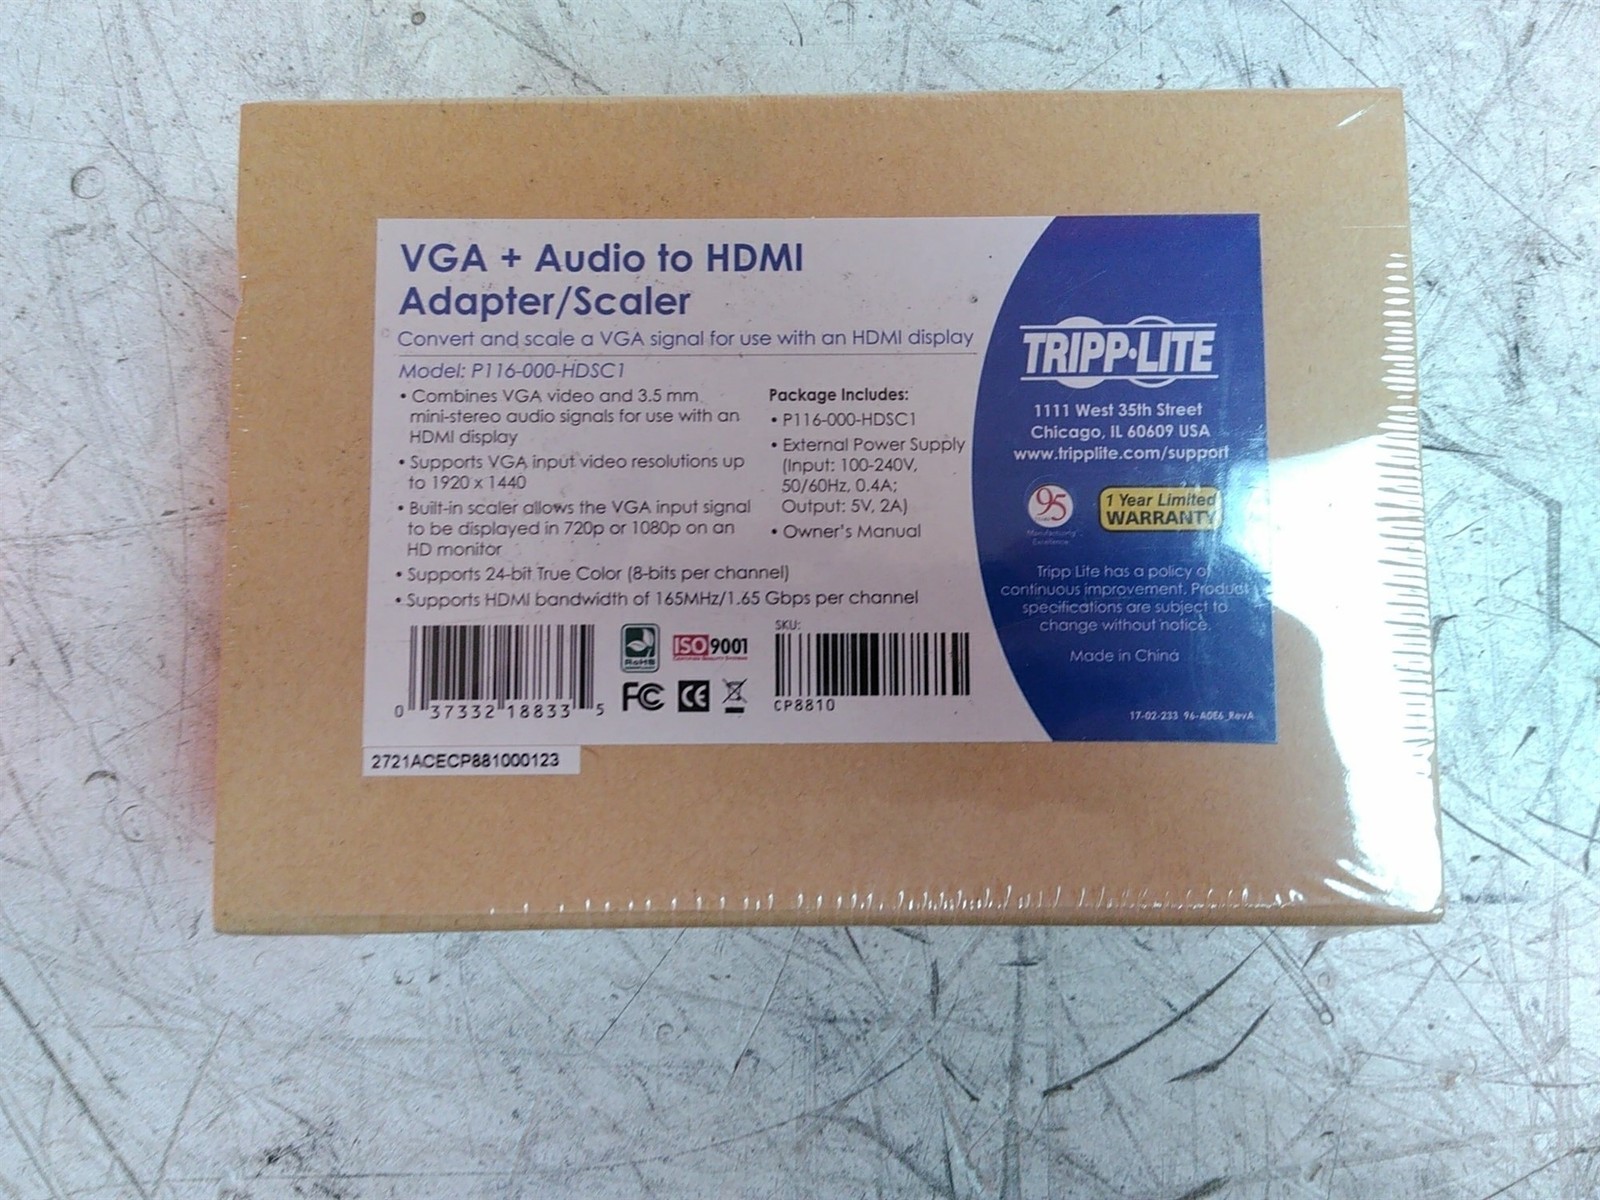 VGA + Audio to HDMI
Adapter/Scaler
Convert and scale a VGA signal for use with an HDMI display
Model: P116-000-HDSC1
• Combines VGA video and 3.5 mm
mini-stereo audio signals for use with an
HDMI display
• Supports VGA input video resolutions up
to 1920 x 1440
• Built-in scaler allows the VGA input signal
to be displayed in 720p or 1080p on an
HD monitor
• Supports 24-bit True Color (8-bits per channel)
• Supports HDMI bandwidth of 165MHz/1.65 Gbps per channel
Package Includes:
• P116-000-HDSC1
• External Power Supply
(Input: 100-240V,
50/60Hz, 0.4A;
Output: 5V, 2A)
• Owner's Manual
0 37332 18833 5
RoHS
ISO 9001
FC CE
SKU:
CP8810
2721ACECP881000123
TRIPP·LITE
1111 West 35th Street
Chicago, IL 60609 USA
www.tripplite.com/support
95
Manufacturing
Excellence
1 Year Limited
WARRANTY
Tripp Lite has a policy of
continuous improvement. Product
specifications are subject to
change without notice.
Made in China
17-02-233 96-A0E6_RevA